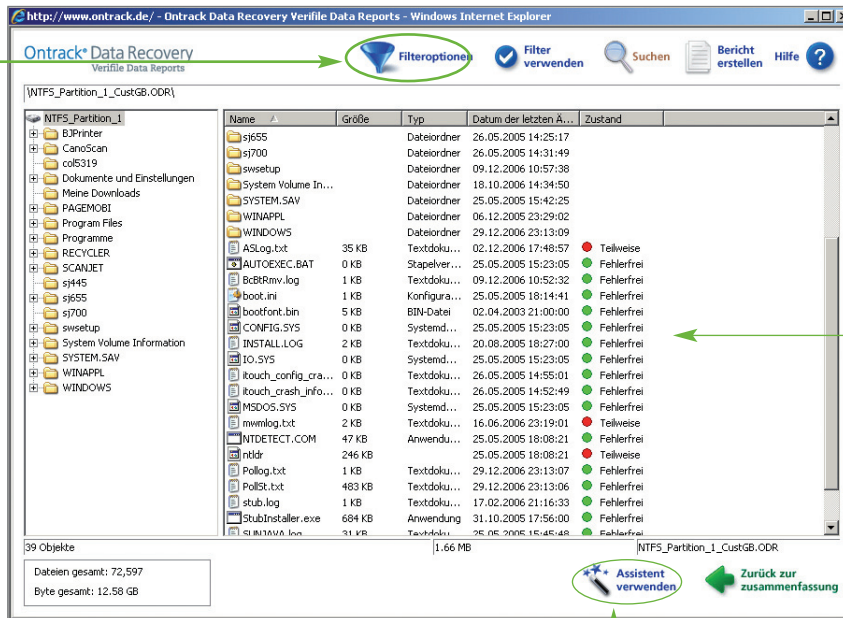 http://www.ontrack.de/ - Ontrack Data Recovery Verifile Data Reports - Windows Internet Explorer
Ontrack Data Recovery
Verifile Data Reports
Filteroptionen
Filter verwenden
Suchen
Bericht erstellen
Hilfe ?
\NTFS_Partition_1_CustGB.ODR\
NTFS_Partition_1
BJPrinter
CanoScan
col5319
Dokumente und Einstellungen
Meine Downloads
PAGEMOBI
Program Files
Programme
RECYCLER
SCANJET
sj445
sj655
sj700
swsetup
System Volume Information
SYSTEM.SAV
WINAPPL
WINDOWS
Name Größe Typ Datum der letzten Ä... Zustand
sj655 Dateiordner 26.05.2005 14:25:17
sj700 Dateiordner 26.05.2005 14:31:49
swsetup Dateiordner 09.12.2006 10:57:38
System Volume In... Dateiordner 18.10.2006 14:34:50
SYSTEM.SAV Dateiordner 25.05.2005 15:42:25
WINAPPL Dateiordner 06.12.2005 23:29:02
WINDOWS Dateiordner 29.12.2006 23:13:09
ASLog.txt 35 KB Textdoku... 02.12.2006 17:48:57 Teilweise
AUTOEXEC.BAT 0 KB Stapelver... 25.05.2005 15:23:05 Fehlerfrei
BcBtRmv.log 1 KB Textdoku... 09.12.2006 10:52:32 Fehlerfrei
boot.ini 1 KB Konfigura... 25.05.2005 18:14:41 Fehlerfrei
bootfont.bin 5 KB BIN-Datei 02.04.2003 21:00:00 Fehlerfrei
CONFIG.SYS 0 KB Systemd... 25.05.2005 15:23:05 Fehlerfrei
INSTALL.LOG 2 KB Textdoku... 20.08.2005 18:27:00 Fehlerfrei
IO.SYS 0 KB Systemd... 25.05.2005 15:23:05 Fehlerfrei
itouch_config_cra... 0 KB Textdoku... 26.05.2005 14:55:01 Fehlerfrei
itouch_crash_info... 0 KB Textdoku... 26.05.2005 14:52:49 Fehlerfrei
MSDOS.SYS 0 KB Systemd... 25.05.2005 15:23:05 Fehlerfrei
mwmlog.txt 2 KB Textdoku... 16.06.2006 23:19:01 Teilweise
NTDETECT.COM 47 KB Anwendu... 25.05.2005 18:08:21 Fehlerfrei
ntldr 246 KB 25.05.2005 18:08:21 Teilweise
Pollog.txt 1 KB Textdoku... 29.12.2006 23:13:07 Fehlerfrei
PollSt.txt 483 KB Textdoku... 29.12.2006 23:13:06 Fehlerfrei
stub.log 1 KB Textdoku... 17.02.2006 21:16:33 Fehlerfrei
StubInstaller.exe 684 KB Anwendung 31.10.2005 17:56:00 Fehlerfrei
SUNJAVA.log 31 KB Textdoku... 25.05.2005 15:45:48 Fehlerfrei
39 Objekte 1.66 MB NTFS_Partition_1_CustGB.ODR
Dateien gesamt: 72,597
Byte gesamt: 12.58 GB
Assistent verwenden
Zurück zur zusammenfassung